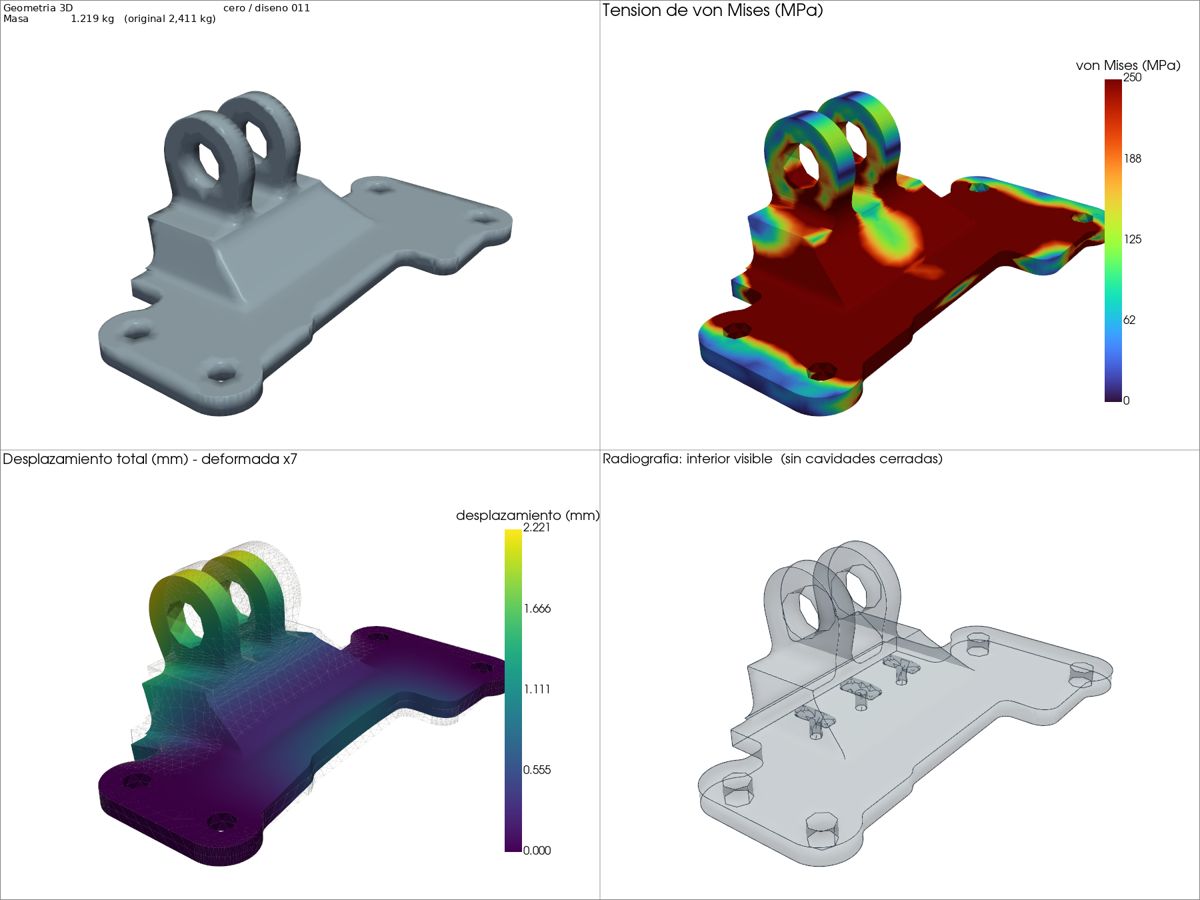 Geometria 3D cero / diseno 011
Masa 1.219 kg (original 2,411 kg)
Tension de von Mises (MPa)
von Mises (MPa)
250
188
125
62
0
Desplazamiento total (mm) - deformada x7
desplazamiento (mm)
2.221
1.666
1.111
0.555
0.000
Radiografia: interior visible (sin cavidades cerradas)